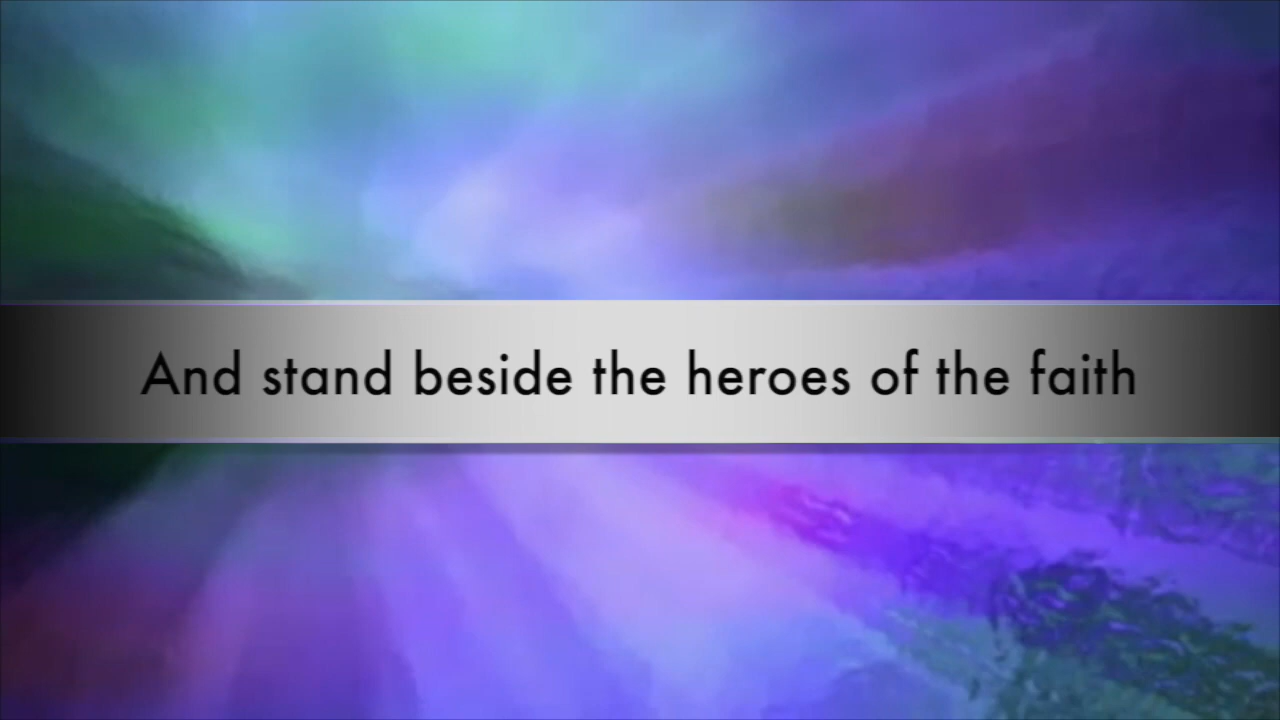 And stand beside the heroes of the faith